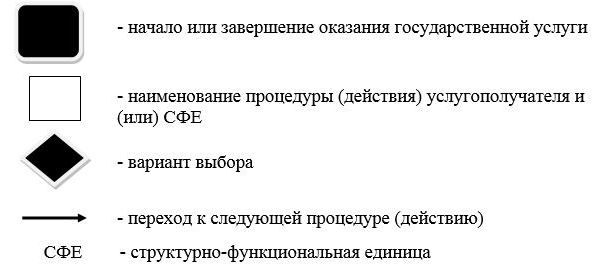 - начало или завершение оказания государственной услуги
- наименование процедуры (действия) услугополучателя и
(или) СФЕ
- вариант выбора
- переход к следующей процедуре (действию)
СФЕ - структурно-функциональная единица